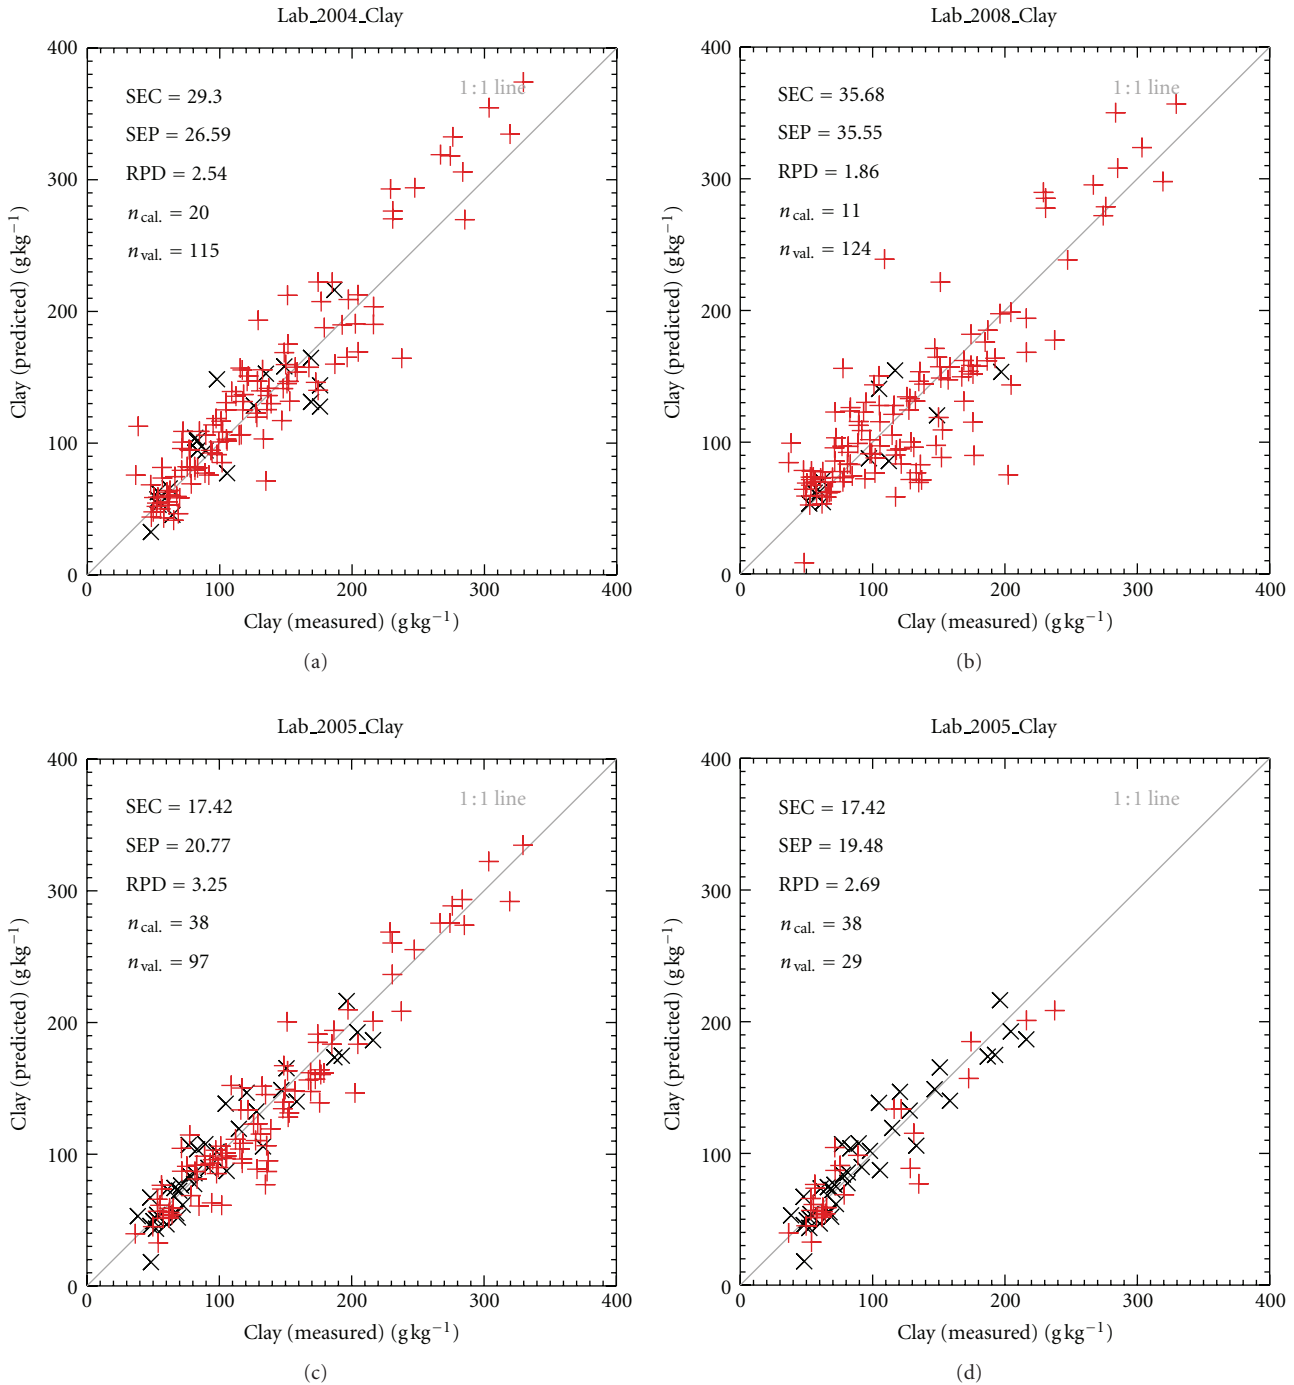 Lab_2004_Clay
400
300
200
100
0
0 100 200 300 400
Clay (predicted) (g kg⁻¹)
Clay (measured) (g kg⁻¹)
1:1 line
SEC = 29.3
SEP = 26.59
RPD = 2.54
n cal. = 20
n val. = 115
(a)
Lab_2008_Clay
400
300
200
100
0
0 100 200 300 400
Clay (predicted) (g kg⁻¹)
Clay (measured) (g kg⁻¹)
1:1 line
SEC = 35.68
SEP = 35.55
RPD = 1.86
n cal. = 11
n val. = 124
(b)
Lab_2005_Clay
400
300
200
100
0
0 100 200 300 400
Clay (predicted) (g kg⁻¹)
Clay (measured) (g kg⁻¹)
1:1 line
SEC = 17.42
SEP = 20.77
RPD = 3.25
n cal. = 38
n val. = 97
(c)
Lab_2005_Clay
400
300
200
100
0
0 100 200 300 400
Clay (predicted) (g kg⁻¹)
Clay (measured) (g kg⁻¹)
1:1 line
SEC = 17.42
SEP = 19.48
RPD = 2.69
n cal. = 38
n val. = 29
(d)